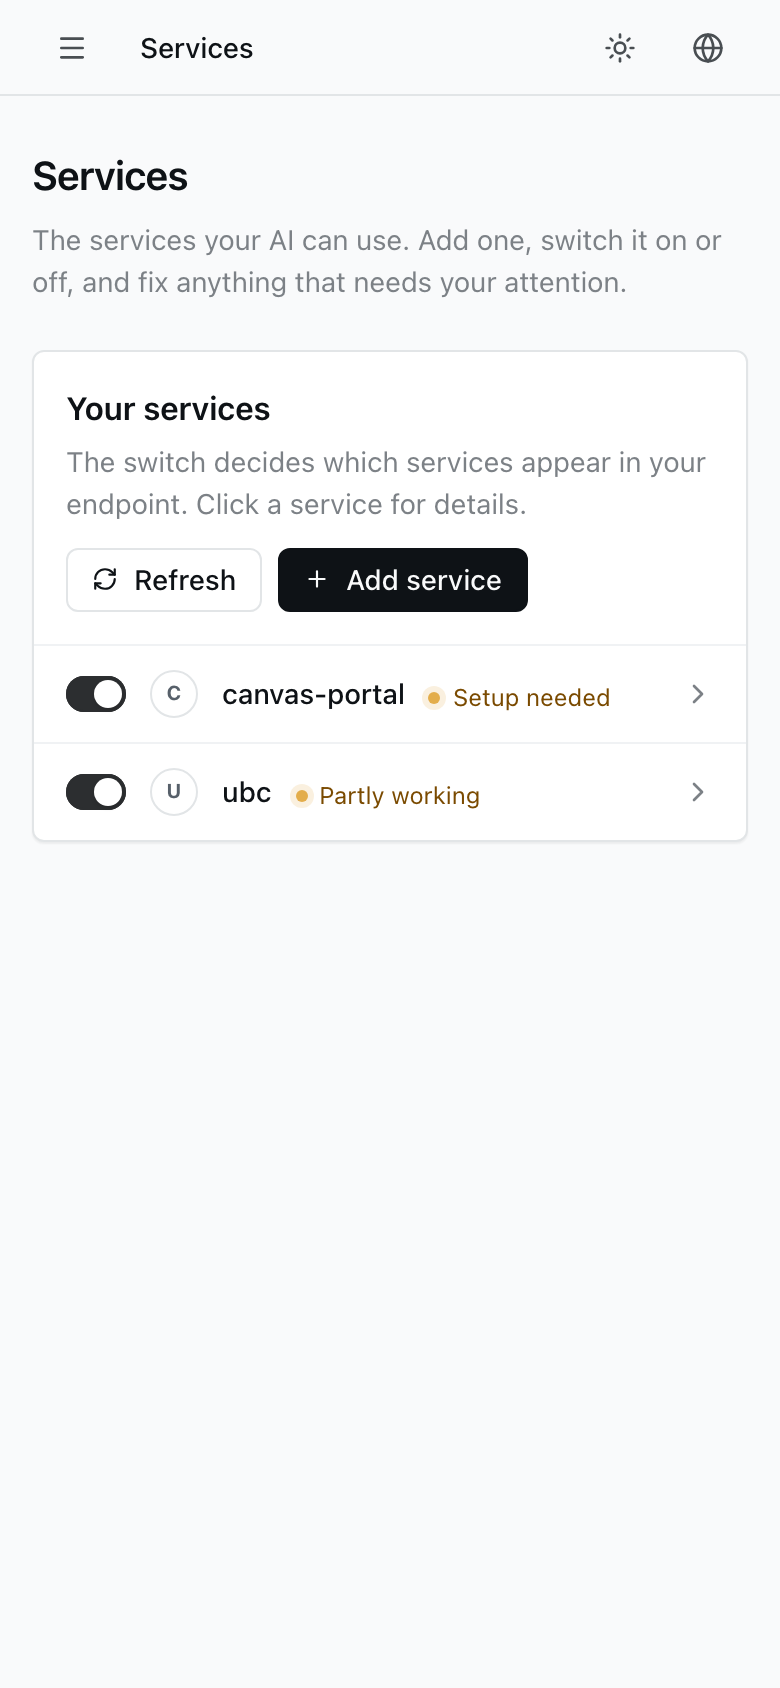 Services
Services
The services your AI can use. Add one, switch it on or
off, and fix anything that needs your attention.
Your services
The switch decides which services appear in your
endpoint. Click a service for details.
Refresh
Add service
C canvas-portal Setup needed
U ubc Partly working